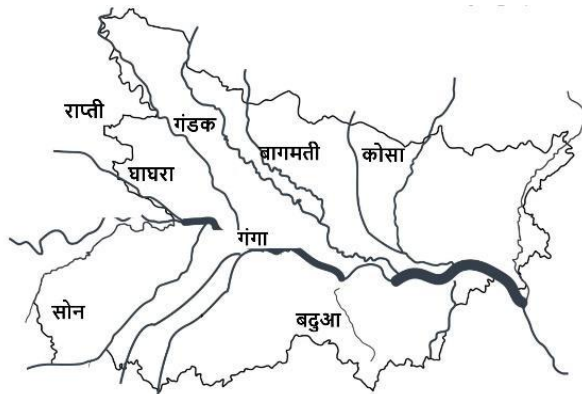 राप्ती
गंडक
बागमती
कोसा
घाघरा
गंगा
सोन
बदुआ